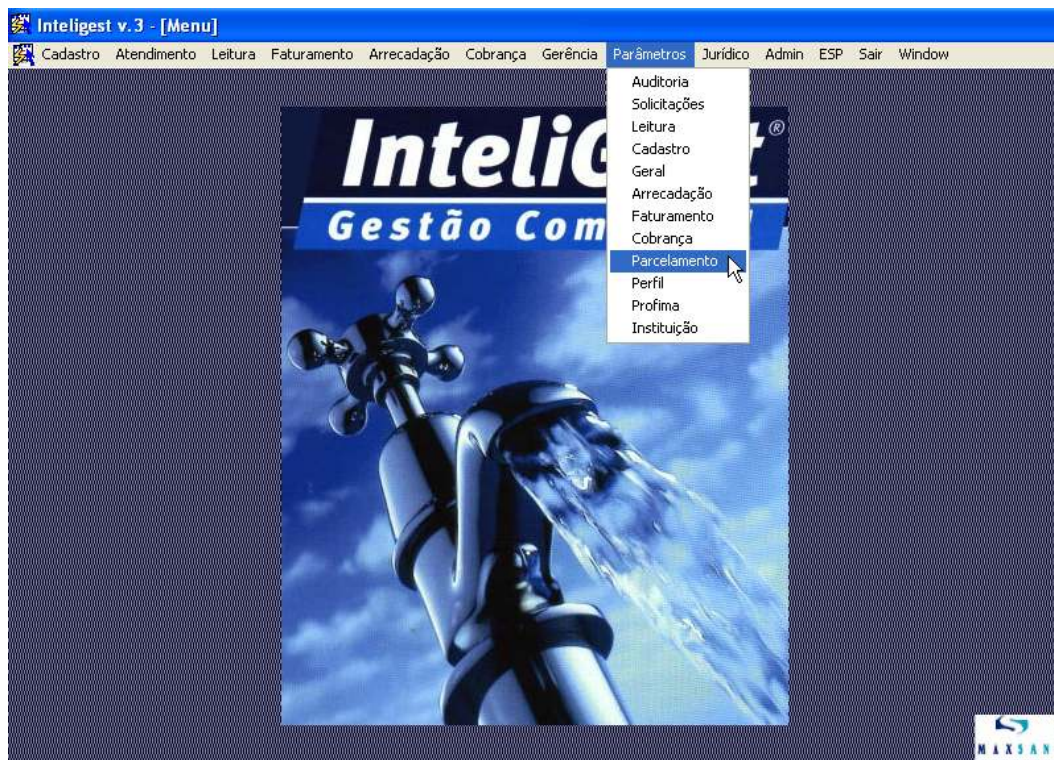 Inteligest v.3 - [Menu]
Cadastro Atendimento Leitura Faturamento Arrecadação Cobrança Gerência Parâmetros Jurídico Admin ESP Sair Window
Auditoria
Solicitações
Leitura
Cadastro
Geral
Arrecadação
Faturamento
Cobrança
Parcelamento
Perfil
Profima
Instituição
InteliG t®
Gestão Com l
MAXSAN